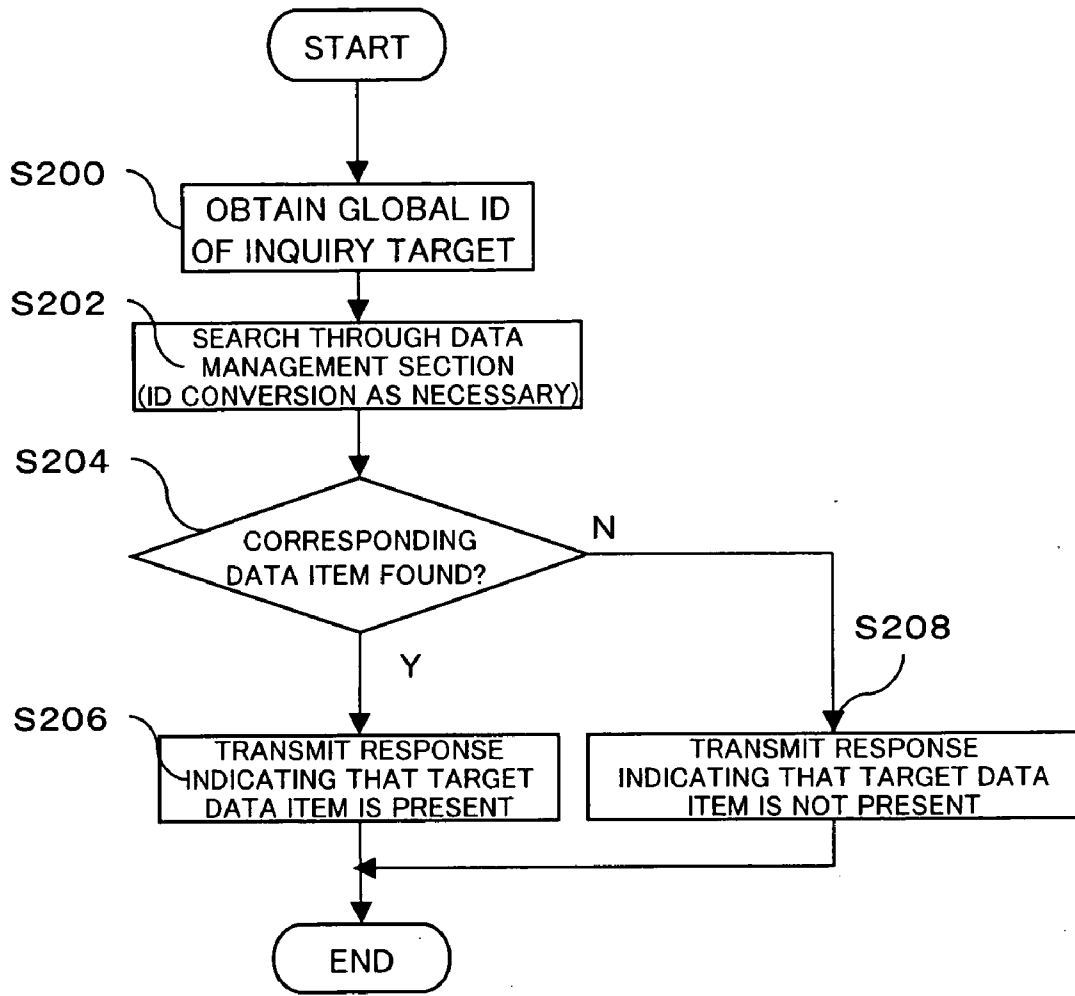 START
S200
OBTAIN GLOBAL ID
OF INQUIRY TARGET
S202
SEARCH THROUGH DATA
MANAGEMENT SECTION
(ID CONVERSION AS NECESSARY)
S204
CORRESPONDING
DATA ITEM FOUND?
N
Y
S208
S206
TRANSMIT RESPONSE
INDICATING THAT TARGET
DATA ITEM IS PRESENT
TRANSMIT RESPONSE
INDICATING THAT TARGET DATA
ITEM IS NOT PRESENT
END